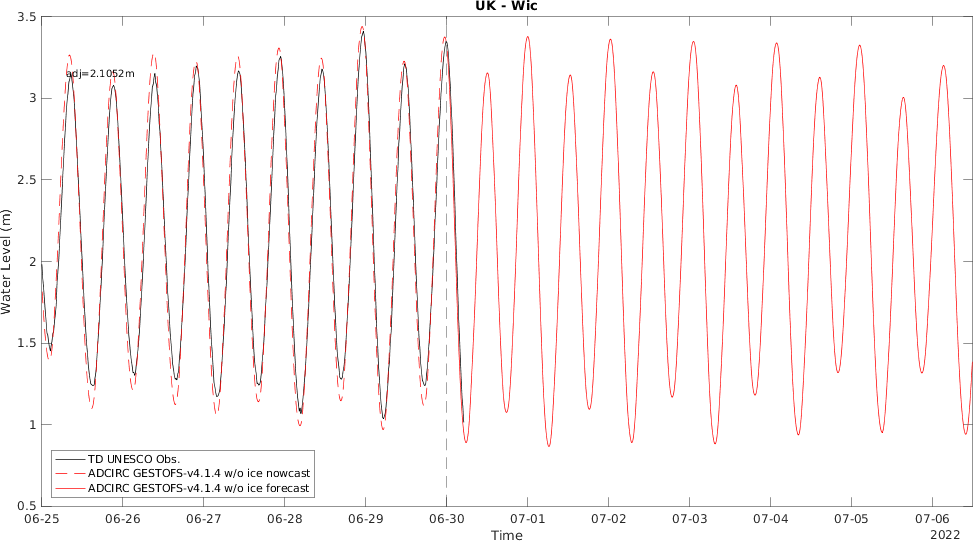 UK - Wic
3.5
3
2.5
2
1.5
1
0.5
Water Level (m)
adj=2.1052m
TD UNESCO Obs.
ADCIRC GESTOFS-v4.1.4 w/o ice nowcast
ADCIRC GESTOFS-v4.1.4 w/o ice forecast
06-25 06-26 06-27 06-28 06-29 06-30 07-01 07-02 07-03 07-04 07-05 07-06
2022
Time